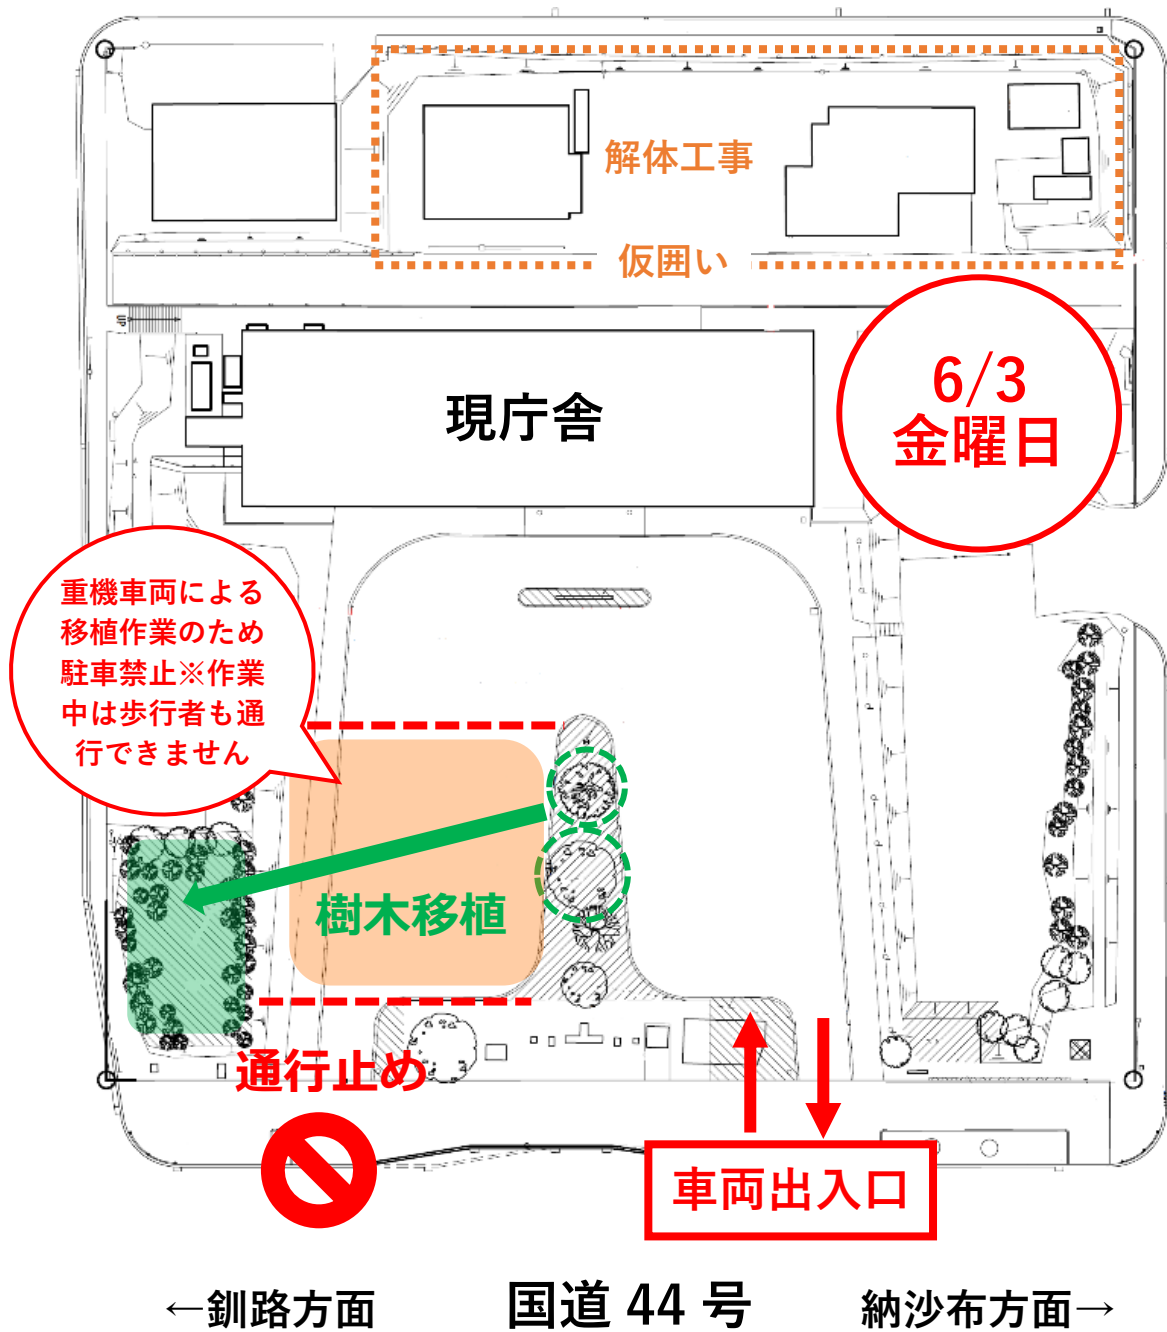 解体工事
仮囲い
UP
現庁舎
6/3
金曜日
重機車両による
移植作業のため
駐車禁止※作業
中は歩行者も通
行できません
樹木移植
通行止め
車両出入口
←釧路方面
国道 44 号
納沙布方面→